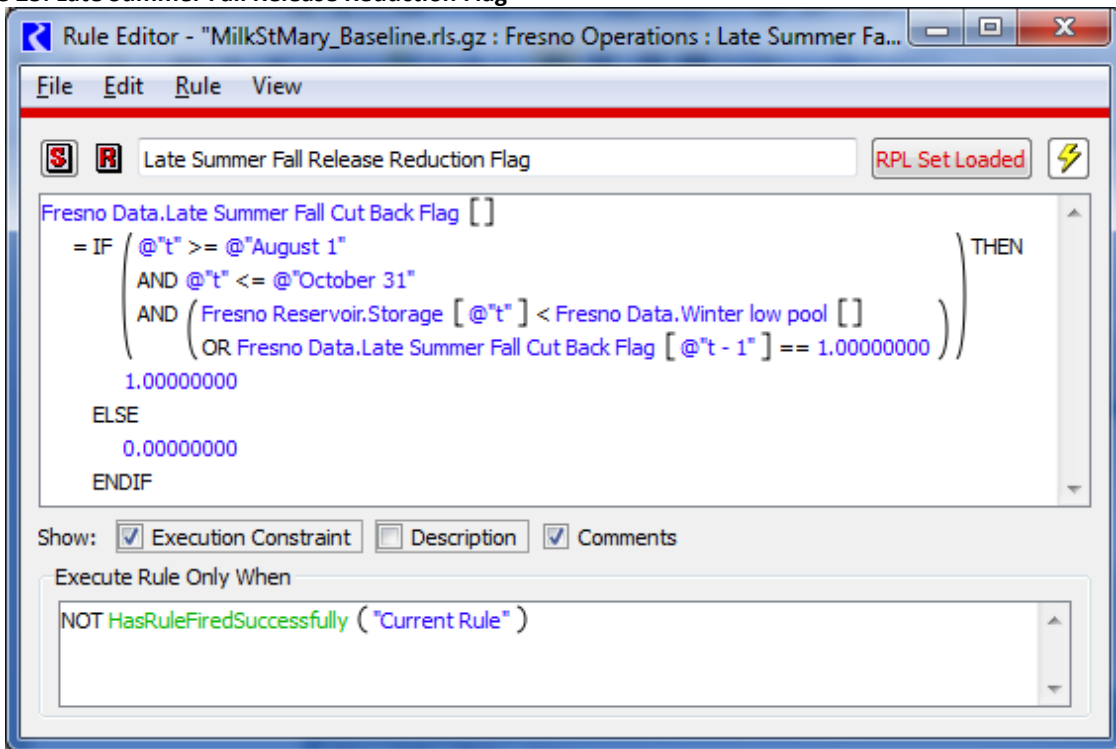 Rule Editor - "MilkStMary_Baseline.rls.gz : Fresno Operations : Late Summer Fa...
File Edit Rule View
S R Late Summer Fall Release Reduction Flag RPL Set Loaded
Fresno Data.Late Summer Fall Cut Back Flag []
= IF ( @"t" >= @"August 1" ) THEN
AND @"t" <= @"October 31"
AND ( Fresno Reservoir.Storage [ @"t" ] < Fresno Data.Winter low pool []
OR Fresno Data.Late Summer Fall Cut Back Flag [ @"t - 1" ] == 1.00000000 )
1.00000000
ELSE
0.00000000
ENDIF
Show: Execution Constraint Description Comments
Execute Rule Only When
NOT HasRuleFiredSuccessfully ( "Current Rule" )